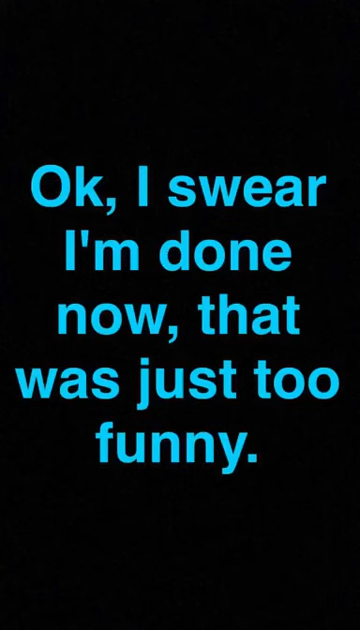 Ok, I swear
I'm done
now, that
was just too
funny.